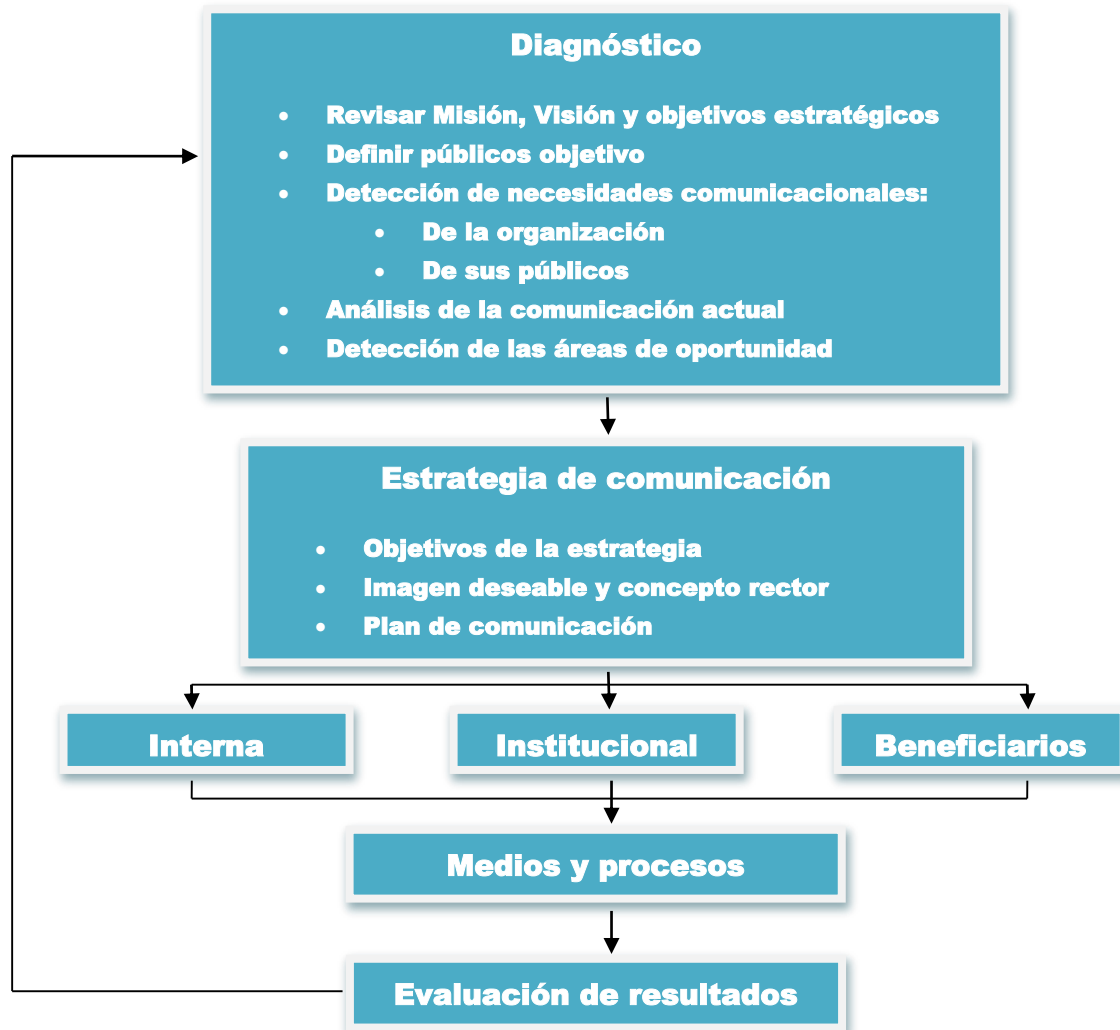 Diagnóstico
• Revisar Misión, Visión y objetivos estratégicos
• Definir públicos objetivo
• Detección de necesidades comunicacionales:
• De la organización
• De sus públicos
• Análisis de la comunicación actual
• Detección de las áreas de oportunidad
Estrategia de comunicación
• Objetivos de la estrategia
• Imagen deseable y concepto rector
• Plan de comunicación
Interna
Institucional
Beneficiarios
Medios y procesos
Evaluación de resultados